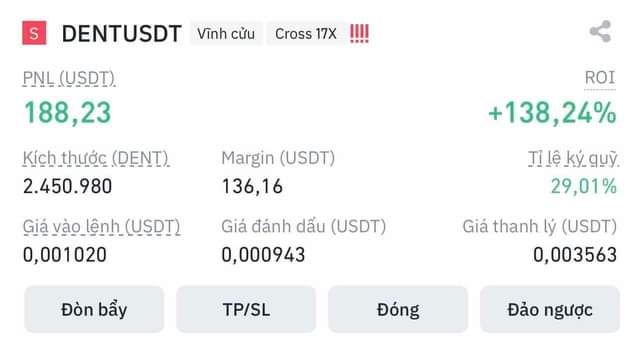 S DENTUSDT Vĩnh cửu Cross 17X !!!!
PNL (USDT) ROI
188,23 +138,24%
Kích thước (DENT) Margin (USDT) Tỉ lệ ký quỹ
2.450.980 136,16 29,01%
Giá vào lệnh (USDT) Giá đánh dấu (USDT) Giá thanh lý (USDT)
0,001020 0,000943 0,003563
Đòn bẩy TP/SL Đóng Đảo ngược